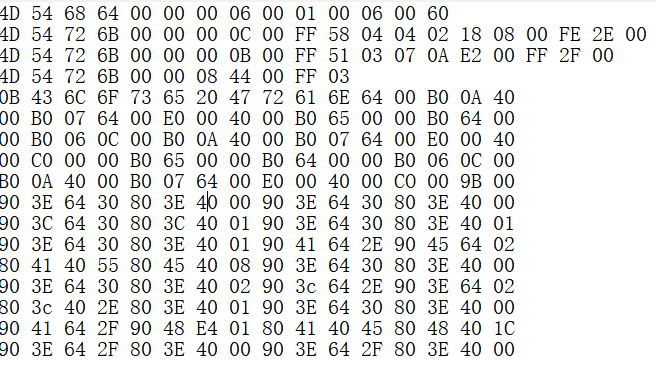 4D 54 68 64 00 00 00 06 00 01 00 06 00 60
4D 54 72 6B 00 00 00 0C 00 FF 58 04 04 02 18 08 00 FE 2E 00
4D 54 72 6B 00 00 00 0B 00 FF 51 03 07 0A E2 00 FF 2F 00
4D 54 72 6B 00 00 08 44 00 FF 03
0B 43 6C 6F 73 65 20 47 72 61 6E 64 00 B0 0A 40
00 B0 07 64 00 E0 00 40 00 B0 65 00 00 B0 64 00
00 B0 06 0C 00 B0 0A 40 00 B0 07 64 00 E0 00 40
00 C0 00 00 B0 65 00 00 B0 64 00 00 B0 06 0C 00
B0 0A 40 00 B0 07 64 00 E0 00 40 00 C0 00 9B 00
90 3E 64 30 80 3E 40 00 90 3E 64 30 80 3E 40 00
90 3C 64 30 80 3C 40 01 90 3E 64 30 80 3E 40 01
90 3E 64 30 80 3E 40 01 90 41 64 2E 90 45 64 02
80 41 40 55 80 45 40 08 90 3E 64 30 80 3E 40 00
90 3E 64 30 80 3E 40 02 90 3c 64 2E 90 3E 64 02
80 3c 40 2E 80 3E 40 01 90 3E 64 30 80 3E 40 00
90 41 64 2F 90 48 E4 01 80 41 40 45 80 48 40 1C
90 3E 64 2F 80 3E 40 00 90 3E 64 2F 80 3E 40 00